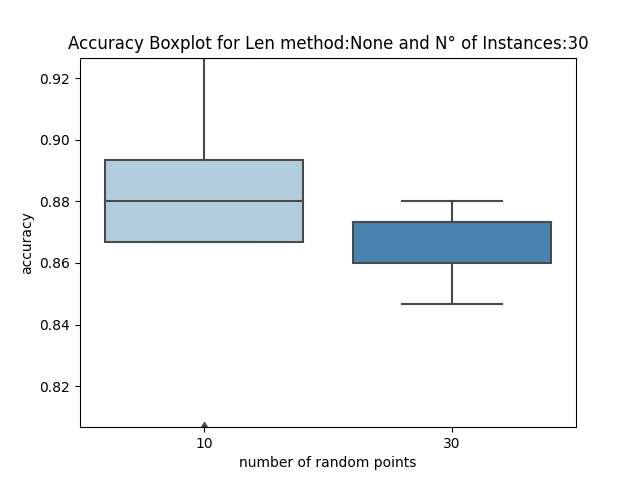 Accuracy Boxplot for Len method:None and N° of Instances:30
0.92
0.90
0.88
0.86
0.84
0.82
accuracy
10 30
number of random points